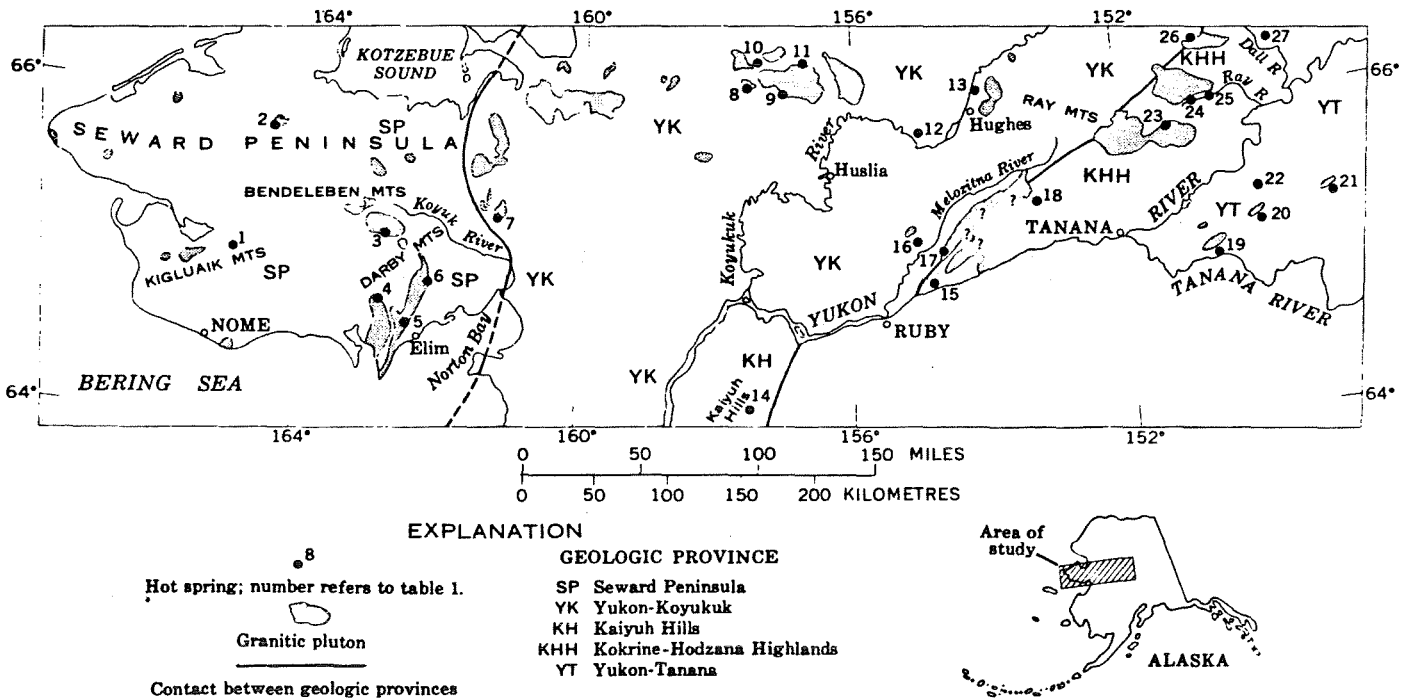 164°
160°
156°
152°
66°
66°
KOTZEBUE
SOUND
10
11
YK
8
9
13
YK
26
KHH
Dall R
27
Ray R
25
24
RAY MTS
23
YT
2
SP
SEWARD PENINSULA
YK
12
Hughes
River
Huslia
BENDELEBEN MTS
Koyuk
River
7
Melozitna River
KHH
18
22
21
YT
20
TANANA
RIVER
1
KIGLUAIK MTS
SP
3
DARBY MTS
6
SP
YK
4
5
Elim
NOME
Norton Bay
Koyukuk
YK
16
17
? ? ? ?
15
19
TANANA RIVER
YUKON
RUBY
BERING SEA
YK
KH
Kaiyuh
Hills
14
64°
64°
164°
160°
156°
152°
0 50 100 150 MILES
0 50 100 150 200 KILOMETRES
EXPLANATION
8
Hot spring; number refers to table 1.
Granitic pluton
Contact between geologic provinces
GEOLOGIC PROVINCE
SP Seward Peninsula
YK Yukon-Koyukuk
KH Kaiyuh Hills
KHH Kokrine-Hodzana Highlands
YT Yukon-Tanana
Area of
study
ALASKA